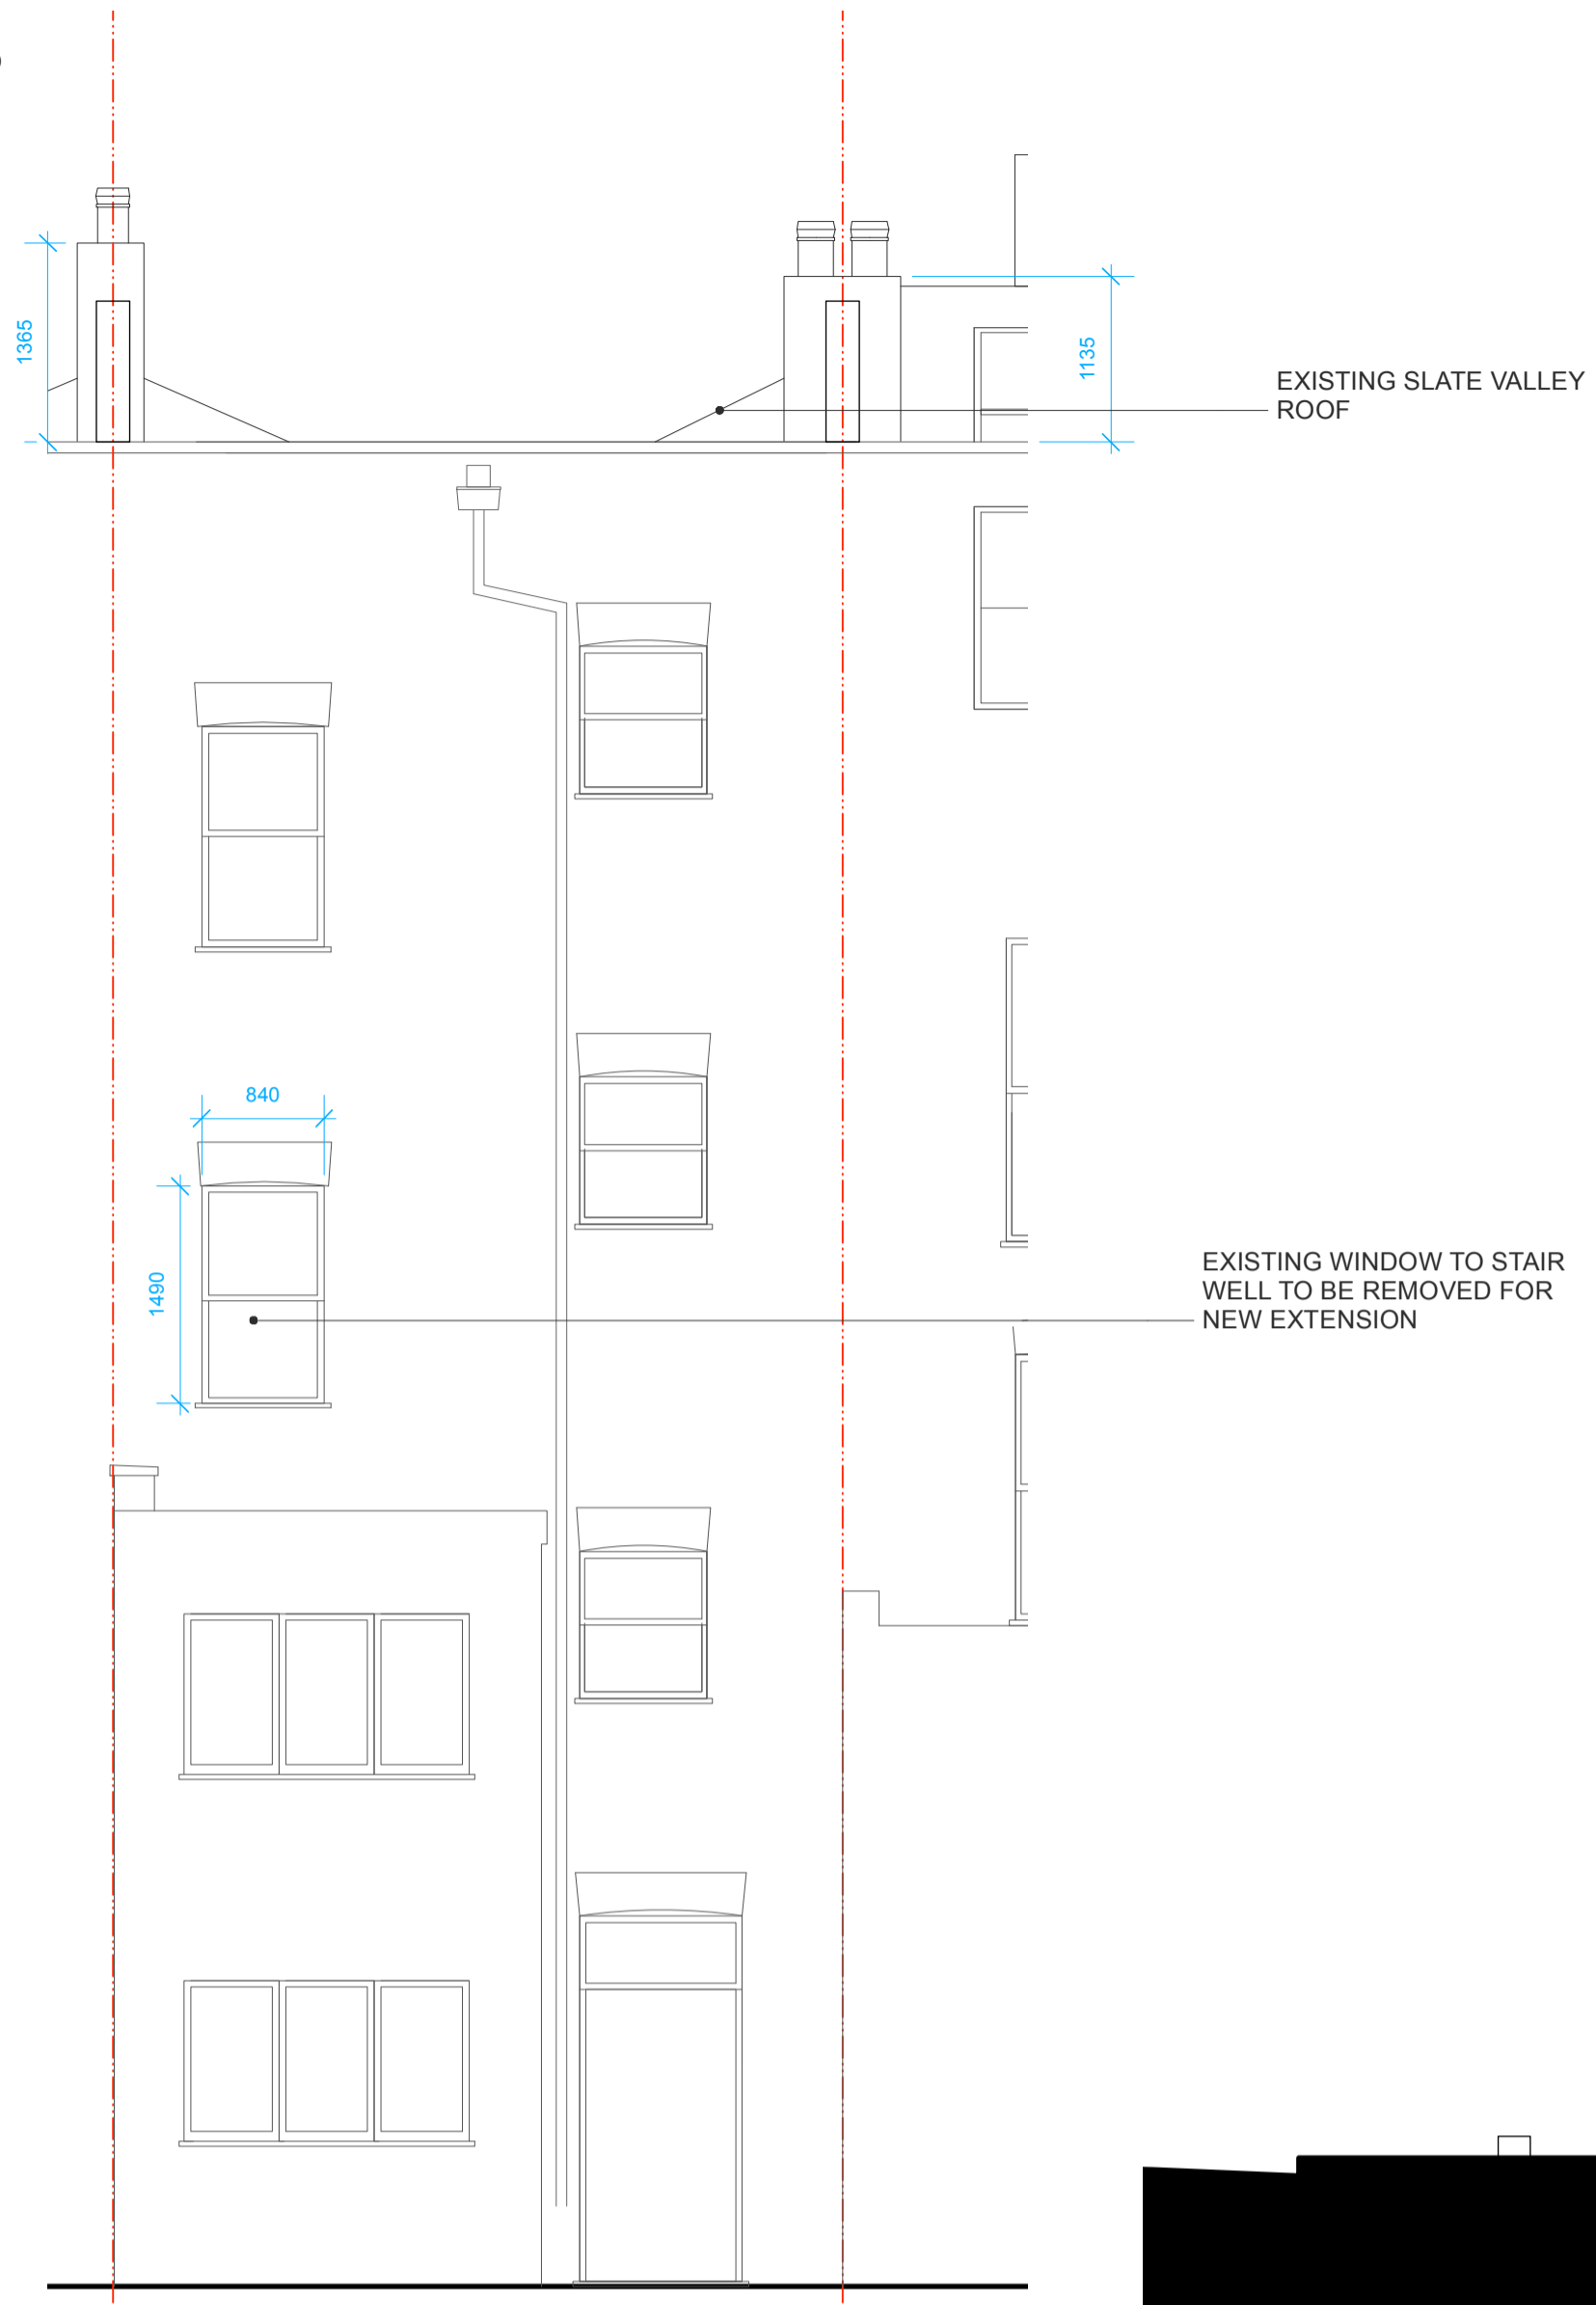 1365
1135
EXISTING SLATE VALLEY
ROOF
840
1490
EXISTING WINDOW TO STAIR
WELL TO BE REMOVED FOR
NEW EXTENSION